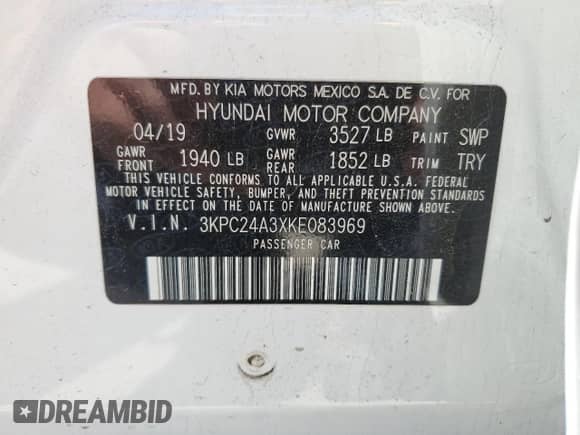 MFD. BY KIA MOTORS MEXICO S.A. DE C.V. FOR
HYUNDAI MOTOR COMPANY
04/19 GVWR 3527 LB PAINT SWP
GAWR FRONT 1940 LB GAWR REAR 1852 LB TRIM TRY
THIS VEHICLE CONFORMS TO ALL APPLICABLE U.S.A. FEDERAL
MOTOR VEHICLE SAFETY, BUMPER, AND THEFT PREVENTION STANDARDS
IN EFFECT ON THE DATE OF MANUFACTURE SHOWN ABOVE.
V.I.N. 3KPC24A3XKE083969
PASSENGER CAR
DREAMBID